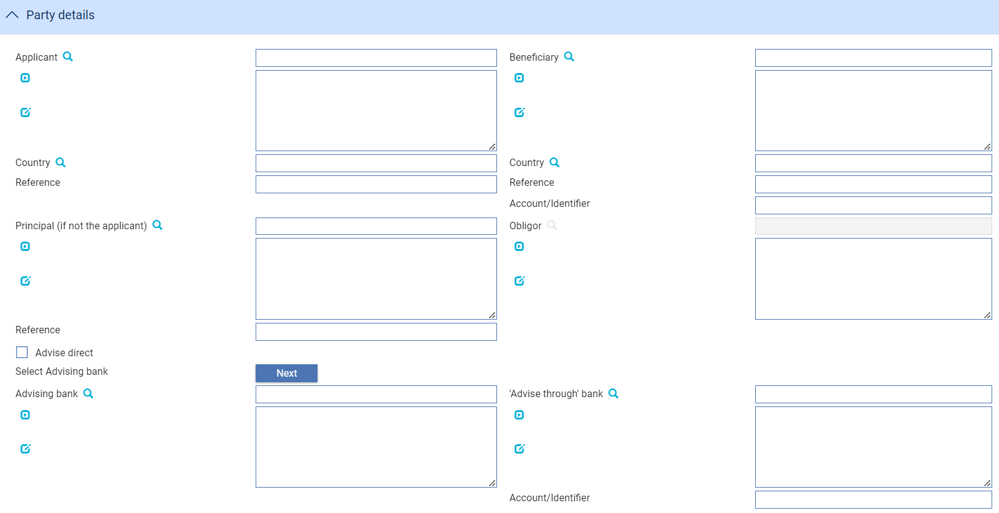 Party details
Applicant
Beneficiary
Country
Country
Reference
Reference
Account/Identifier
Principal (if not the applicant)
Obligor
Reference
Advise direct
Select Advising bank
Next
Advising bank
'Advise through' bank
Account/Identifier